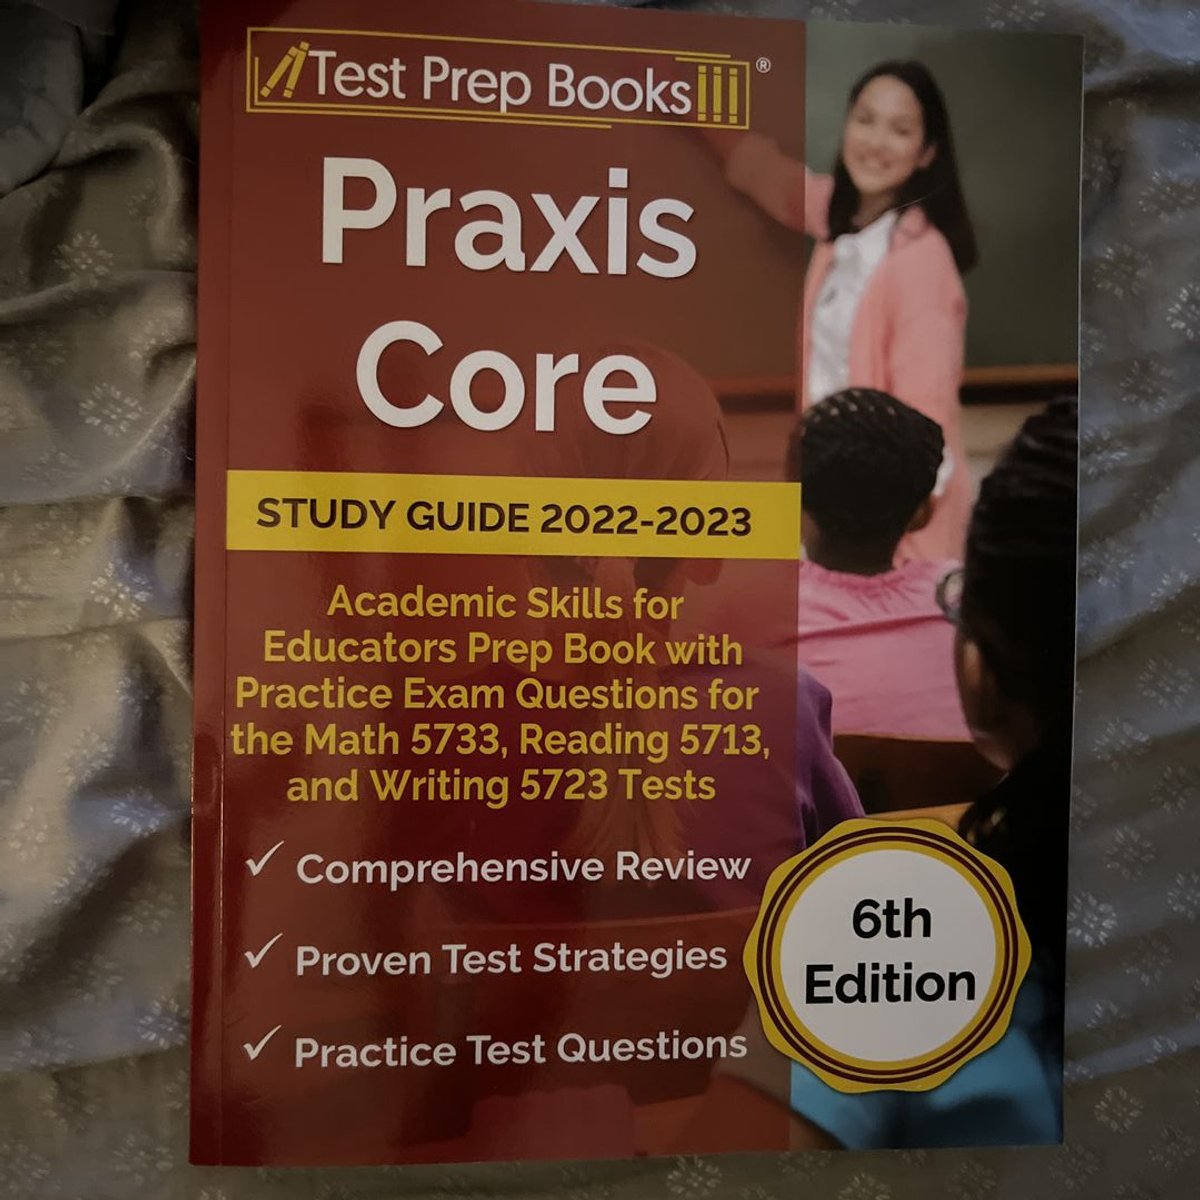 Test Prep Books®
Praxis
Core
STUDY GUIDE 2022-2023
Academic Skills for
Educators Prep Book with
Practice Exam Questions for
the Math 5733, Reading 5713,
and Writing 5723 Tests
✓ Comprehensive Review
✓ Proven Test Strategies
✓ Practice Test Questions
6th
Edition